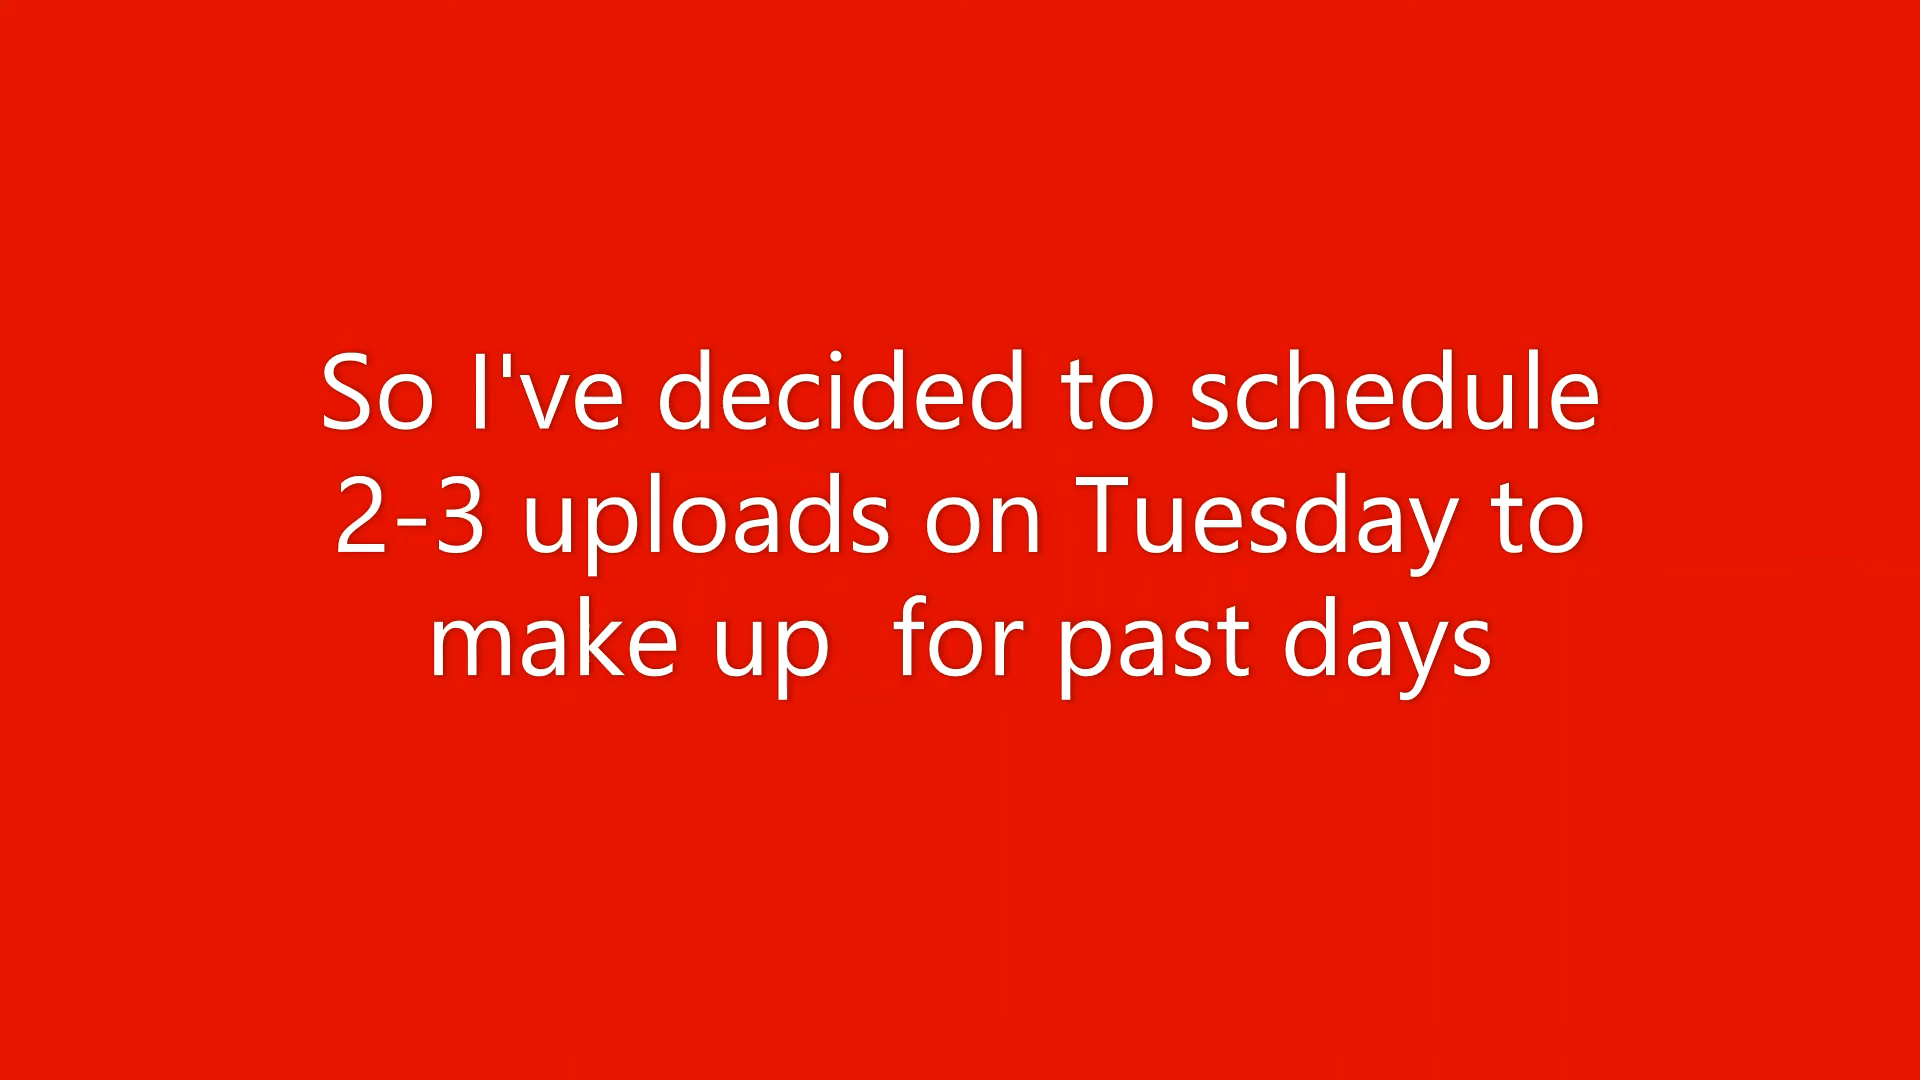 So I've decided to schedule
2-3 uploads on Tuesday to
make up  for past days